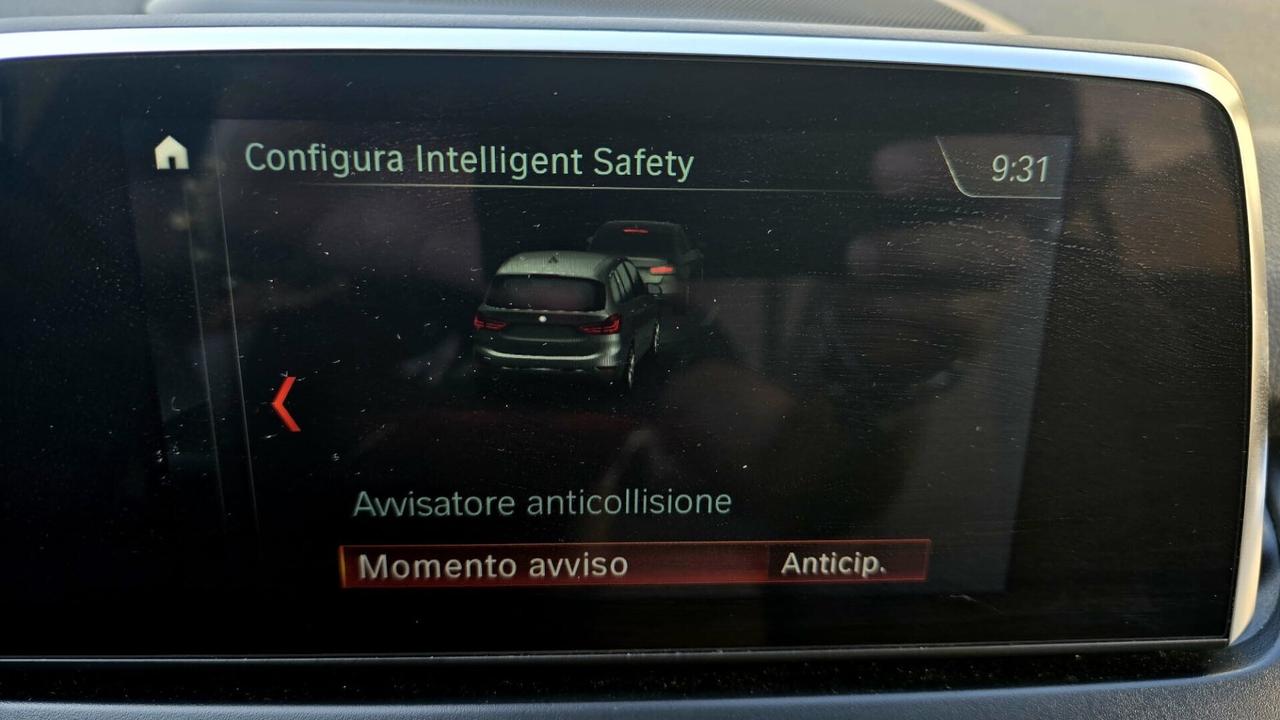 Configura Intelligent Safety
9:31
Avvisatore anticollisione
Momento avviso Anticip.